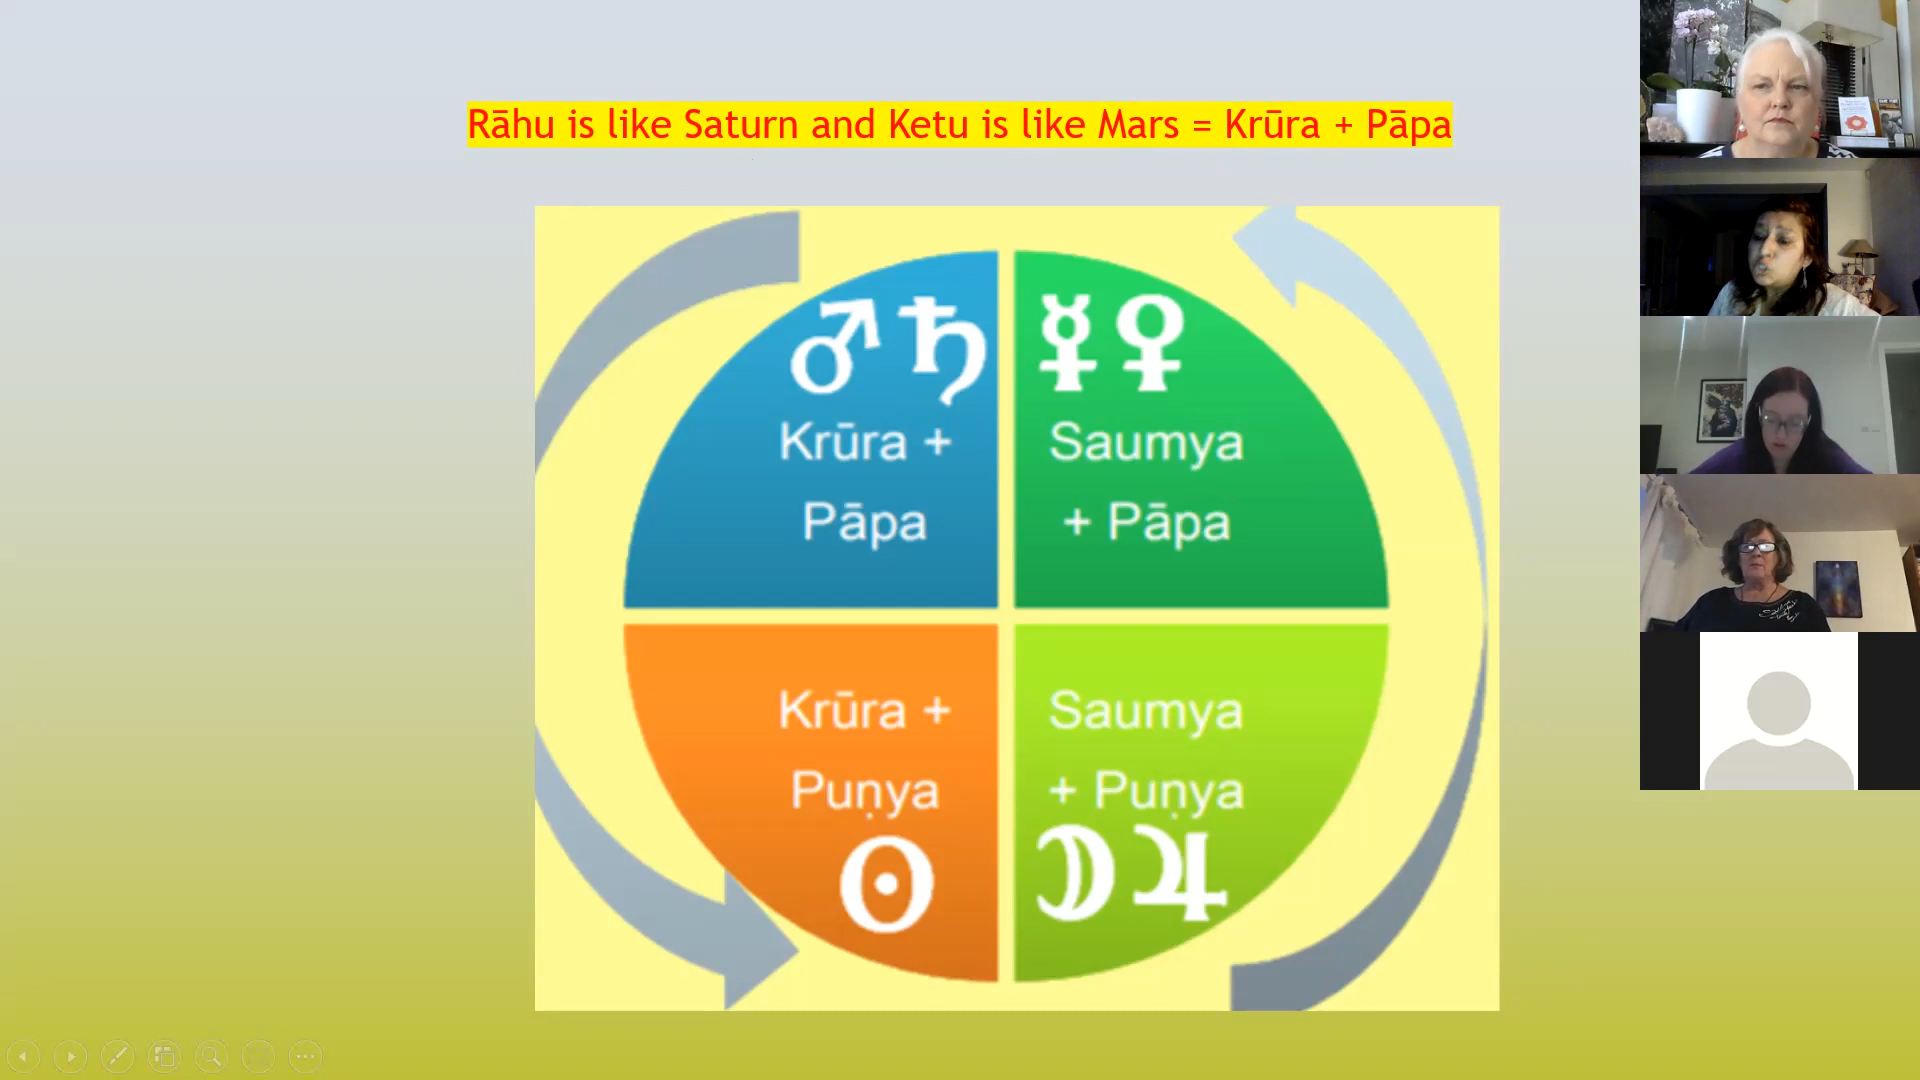 Rāhu is like Saturn and Ketu is like Mars = Krūra + Pāpa
Krūra +
Pāpa
Saumya
+ Pāpa
Krūra +
Puṇya
Saumya
+ Puṇya